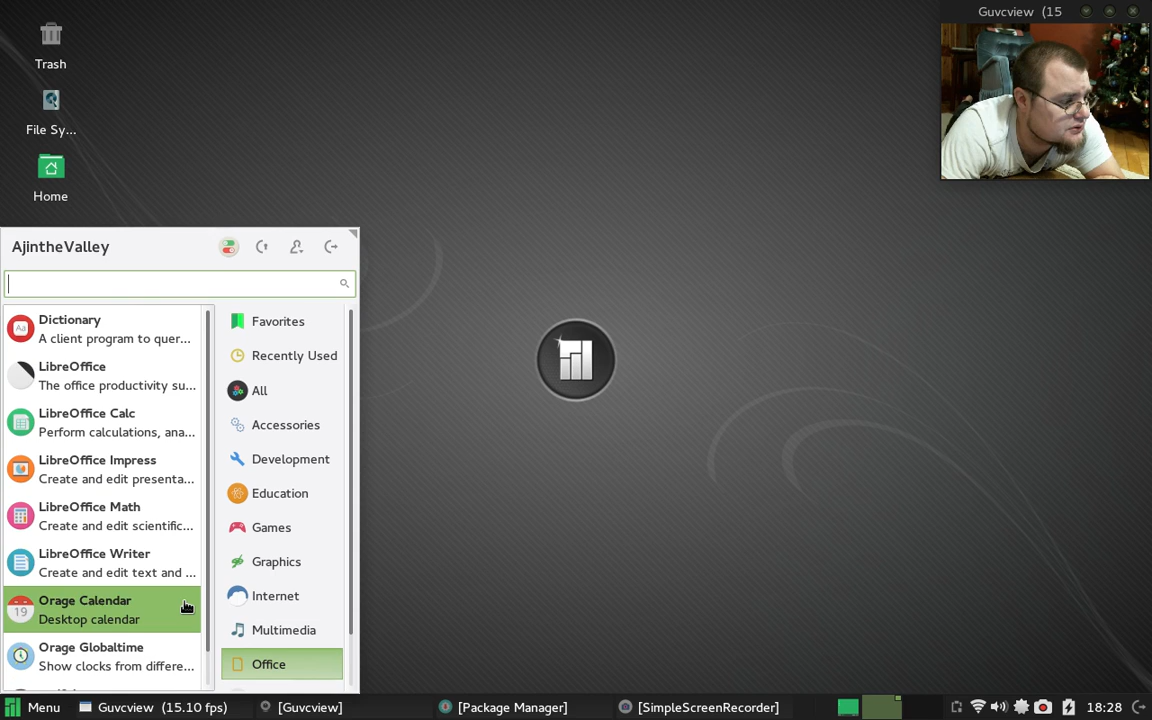 Guvcview (15
Trash
File Sy...
Home
AjintheValley
Dictionary
A client program to quer...
LibreOffice
The office productivity su...
LibreOffice Calc
Perform calculations, ana...
LibreOffice Impress
Create and edit presenta...
LibreOffice Math
Create and edit scientific...
LibreOffice Writer
Create and edit text and ...
19
Orage Calendar
Desktop calendar
Orage Globaltime
Show clocks from differe...
Favorites
Recently Used
All
Accessories
Development
Education
Games
Graphics
Internet
Multimedia
Office
Menu
Guvcview (15.10 fps)
[Guvcview]
[Package Manager]
[SimpleScreenRecorder]
18:28